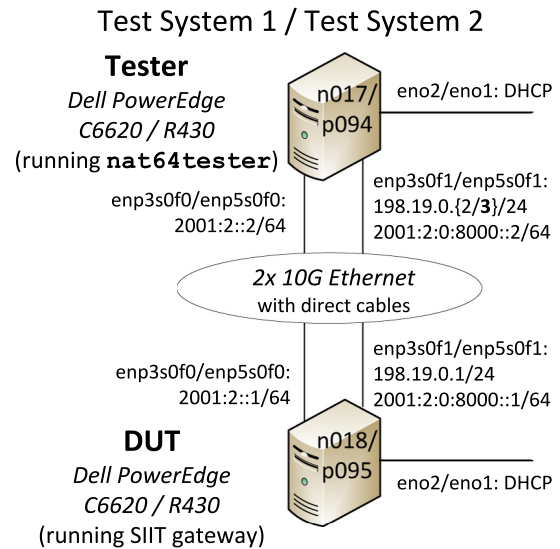 Test System 1 / Test System 2
Tester
Dell PowerEdge
C6620 / R430
(running nat64tester)
n017/
p094
eno2/eno1: DHCP
enp3s0f0/enp5s0f0:
2001:2::2/64
enp3s0f1/enp5s0f1:
198.19.0.{2/3}/24
2001:2:0:8000::2/64
2x 10G Ethernet
with direct cables
enp3s0f0/enp5s0f0:
2001:2::1/64
enp3s0f1/enp5s0f1:
198.19.0.1/24
2001:2:0:8000::1/64
DUT
Dell PowerEdge
C6620 / R430
(running SIIT gateway)
n018/
p095
eno2/eno1: DHCP